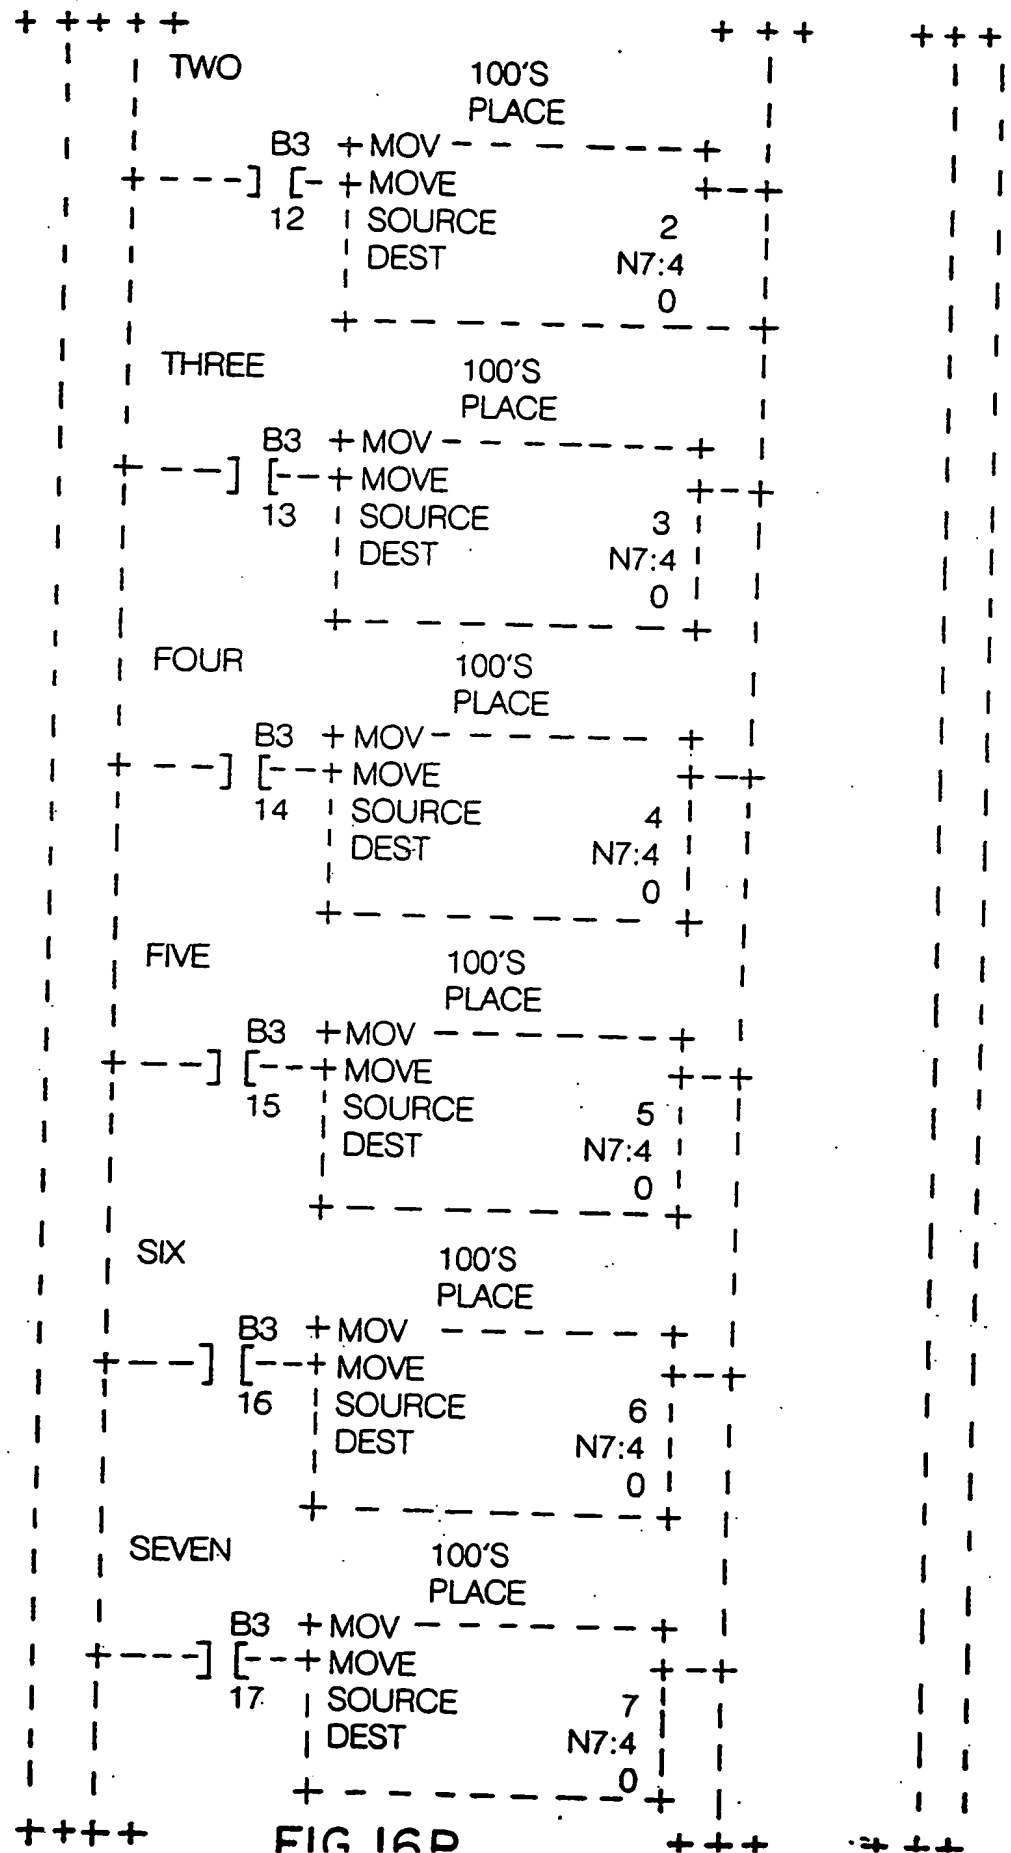 TWO
100'S
PLACE
B3 MOV
MOVE
12 SOURCE 2
DEST N7:4
0
THREE
100'S
PLACE
B3 MOV
MOVE
13 SOURCE 3
DEST N7:4
0
FOUR
100'S
PLACE
B3 MOV
MOVE
14 SOURCE 4
DEST N7:4
0
FIVE
100'S
PLACE
B3 MOV
MOVE
15 SOURCE 5
DEST N7:4
0
SIX
100'S
PLACE
B3 MOV
MOVE
16 SOURCE 6
DEST N7:4
0
SEVEN
100'S
PLACE
B3 MOV
MOVE
17 SOURCE 7
DEST N7:4
0
FIG